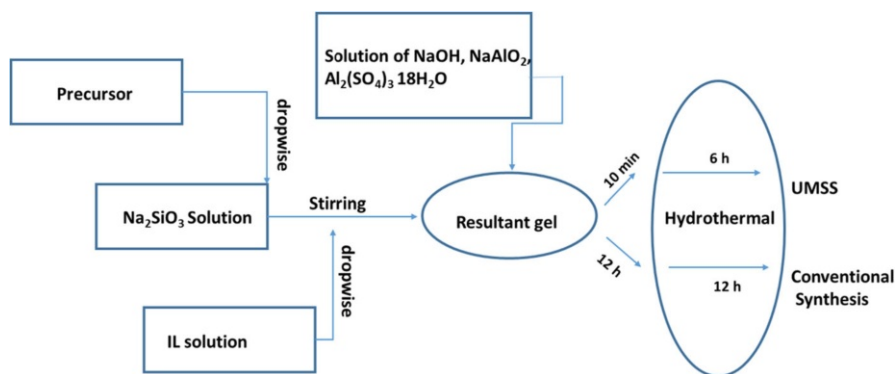 Precursor
dropwise
Solution of NaOH, NaAlO₂,
Al₂(SO₄)₃ 18H₂O
Na₂SiO₃ Solution
Stirring
dropwise
IL solution
Resultant gel
10 min
12 h
6 h
Hydrothermal
12 h
UMSS
Conventional
Synthesis